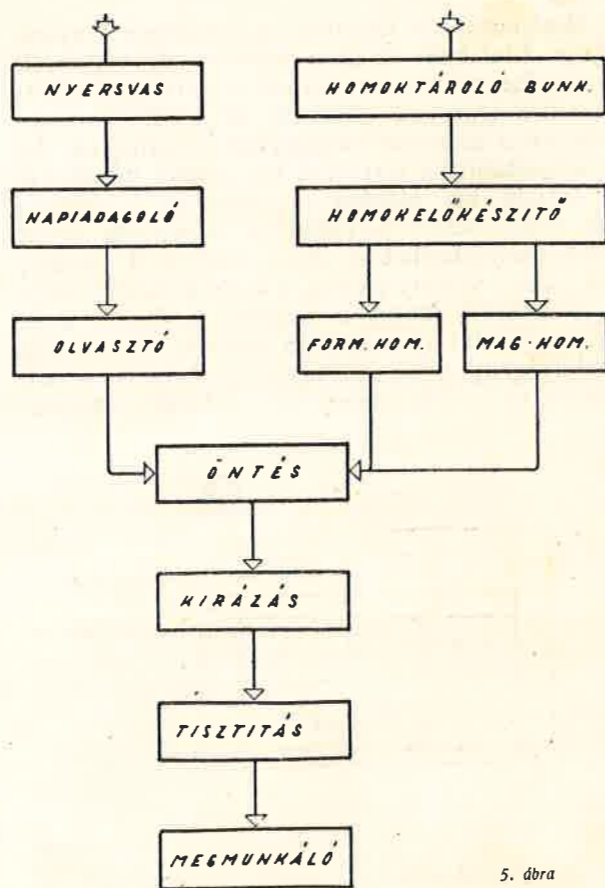 NYERSVAS
HOMOKTÁROLÓ BUNK.
NAPIADAGOLÓ
HOMOKELŐKÉSZITŐ
OLVASZTÓ
FORM. HOM.
MAG-HOM.
ÖNTÉS
KIRÁZÁS
TISZTITÁS
MEGMUNKÁLÓ
5. ábra